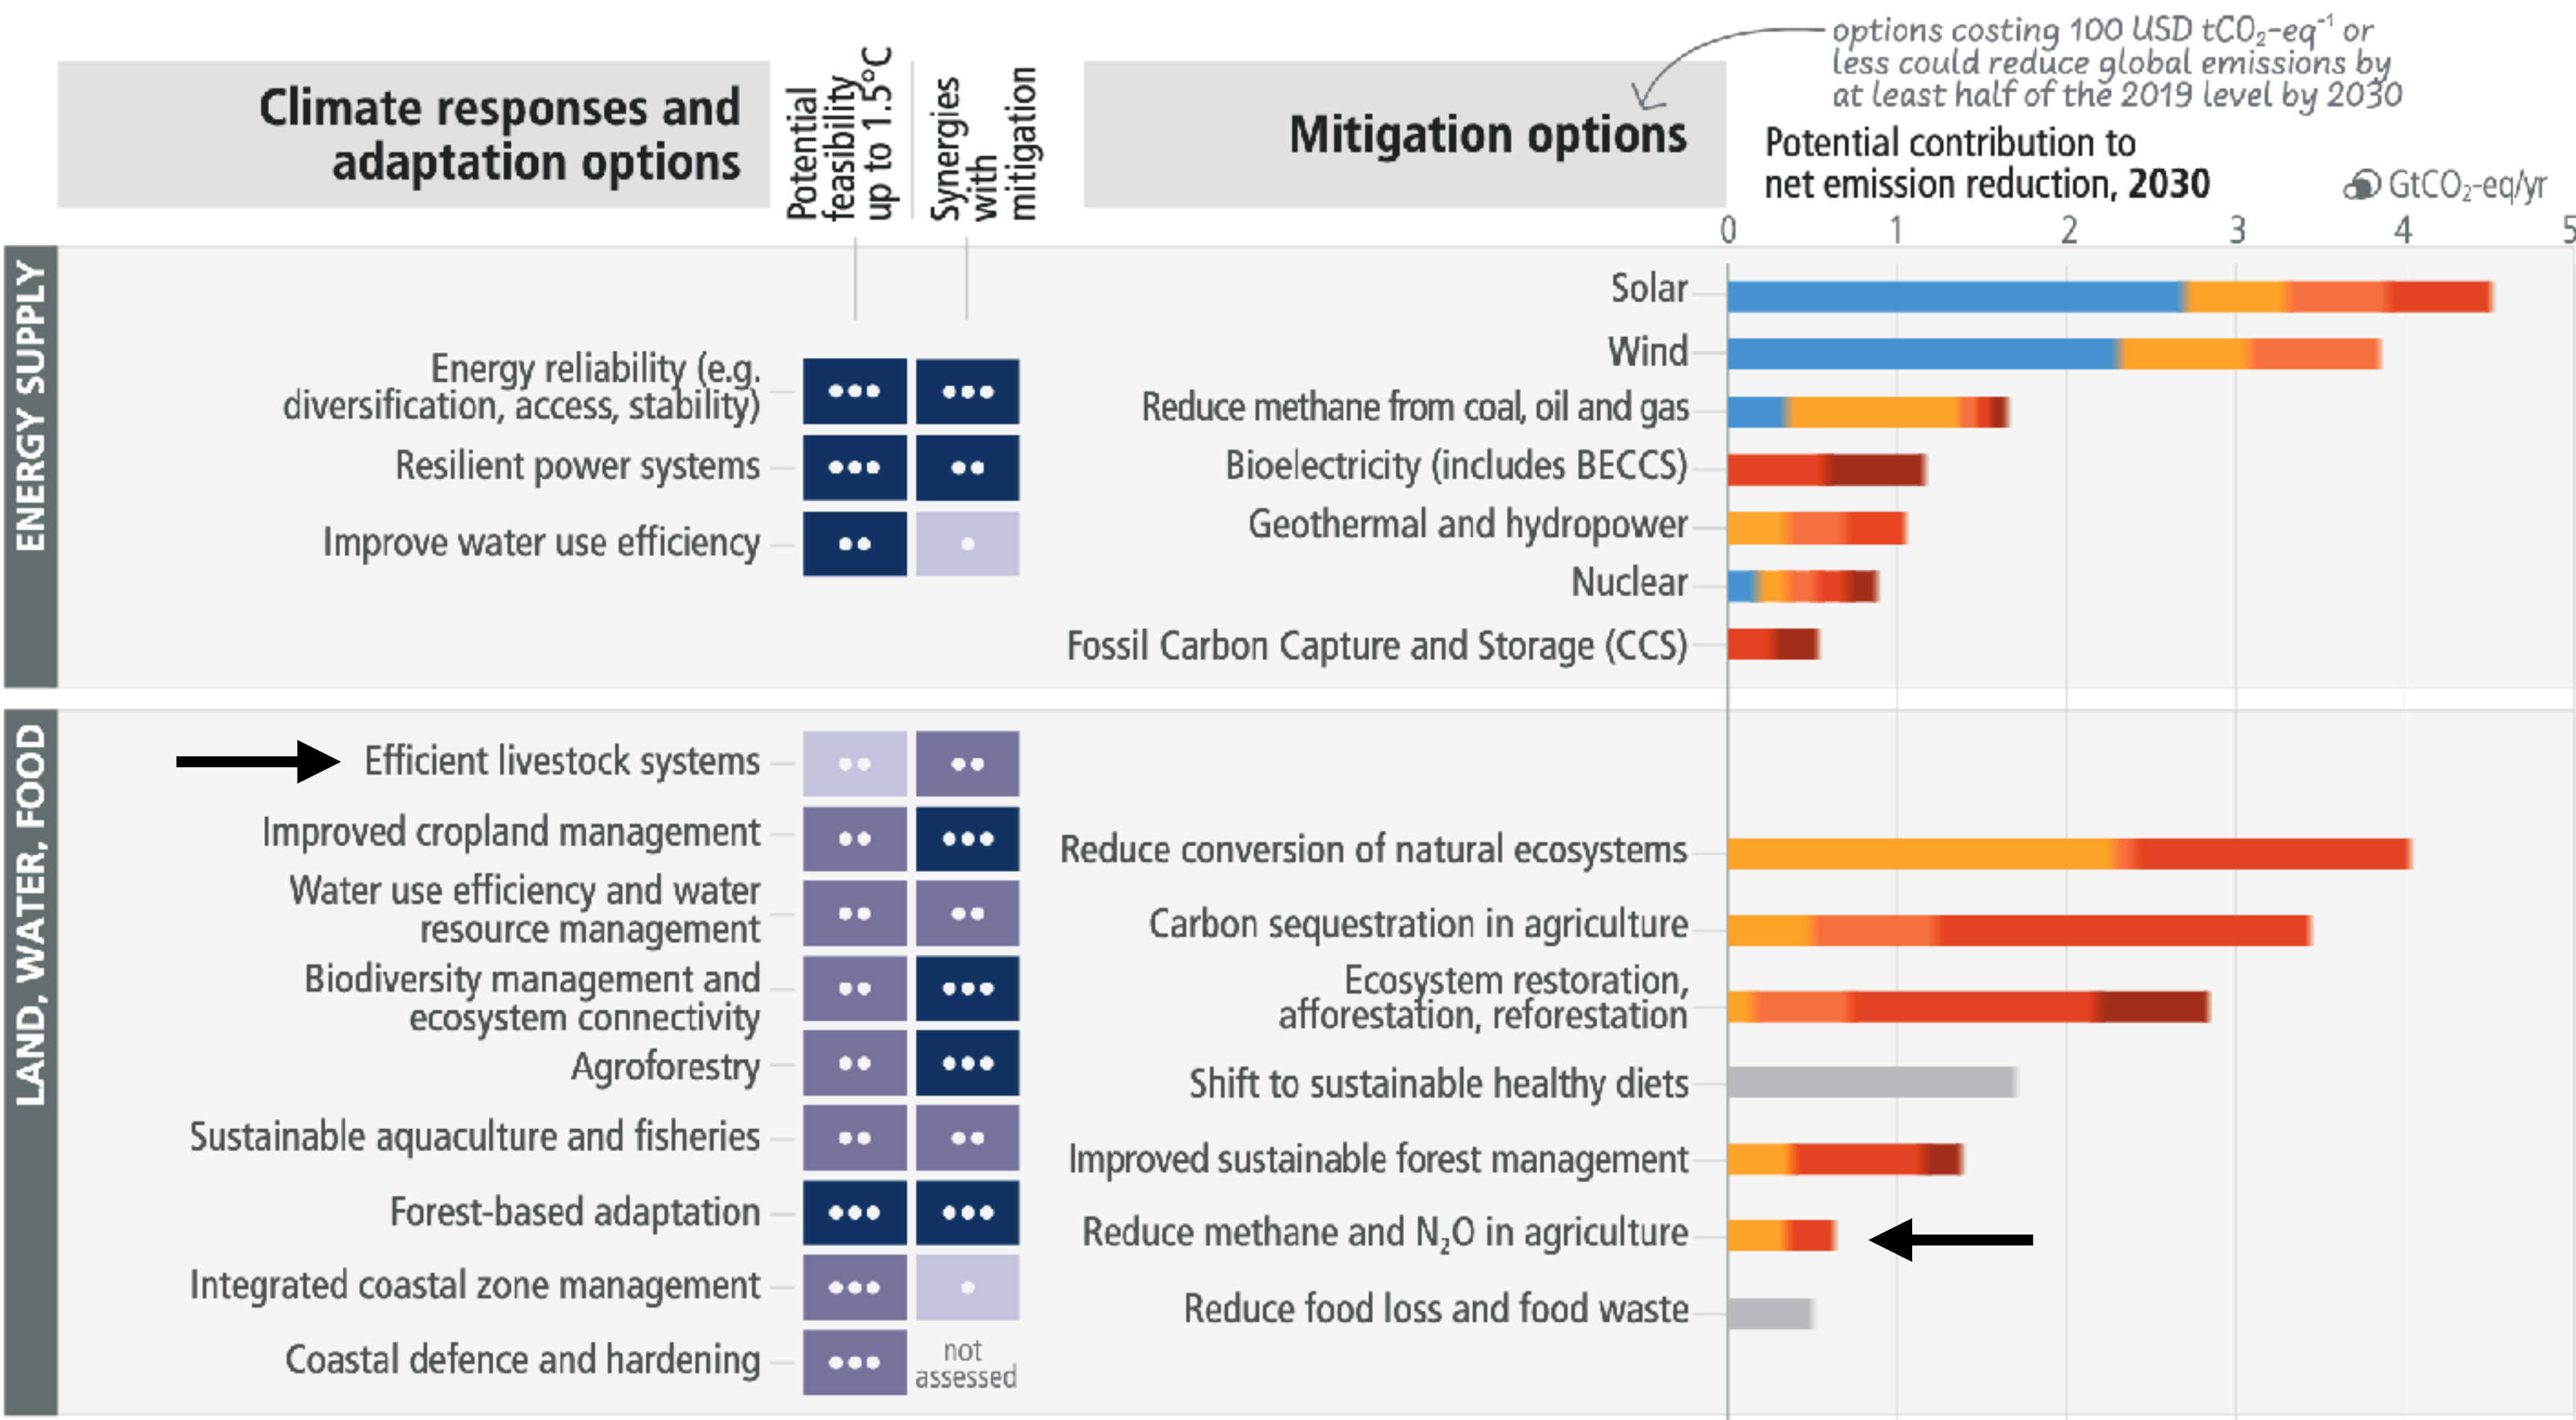 options costing 100 USD tCO₂-eq⁻¹ or
less could reduce global emissions by
at least half of the 2019 level by 2030
Climate responses and
adaptation options
Potential
feasibility
up to 1.5°C
Synergies
with
mitigation
Mitigation options
Potential contribution to
net emission reduction, 2030
GtCO₂-eq/yr
0 1 2 3 4 5
ENERGY SUPPLY
Energy reliability (e.g.
diversification, access, stability)
Resilient power systems
Improve water use efficiency
Solar
Wind
Reduce methane from coal, oil and gas
Bioelectricity (includes BECCS)
Geothermal and hydropower
Nuclear
Fossil Carbon Capture and Storage (CCS)
LAND, WATER, FOOD
Efficient livestock systems
Improved cropland management
Water use efficiency and water
resource management
Biodiversity management and
ecosystem connectivity
Agroforestry
Sustainable aquaculture and fisheries
Forest-based adaptation
Integrated coastal zone management
Coastal defence and hardening
not
assessed
Reduce conversion of natural ecosystems
Carbon sequestration in agriculture
Ecosystem restoration,
afforestation, reforestation
Shift to sustainable healthy diets
Improved sustainable forest management
Reduce methane and N₂O in agriculture
Reduce food loss and food waste